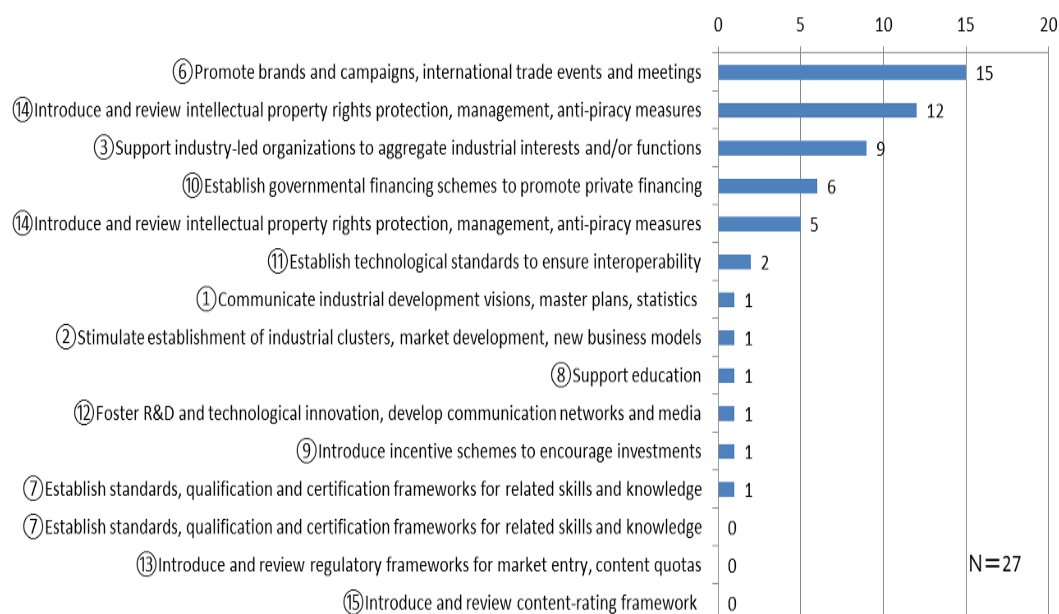 0 5 10 15 20
⑥Promote brands and campaigns, international trade events and meetings 15
⑭Introduce and review intellectual property rights protection, management, anti-piracy measures 12
③Support industry-led organizations to aggregate industrial interests and/or functions 9
⑩Establish governmental financing schemes to promote private financing 6
⑭Introduce and review intellectual property rights protection, management, anti-piracy measures 5
⑪Establish technological standards to ensure interoperability 2
①Communicate industrial development visions, master plans, statistics 1
②Stimulate establishment of industrial clusters, market development, new business models 1
⑧Support education 1
⑫Foster R&D and technological innovation, develop communication networks and media 1
⑨Introduce incentive schemes to encourage investments 1
⑦Establish standards, qualification and certification frameworks for related skills and knowledge 1
⑦Establish standards, qualification and certification frameworks for related skills and knowledge 0
⑬Introduce and review regulatory frameworks for market entry, content quotas 0 N=27
⑮Introduce and review content-rating framework 0